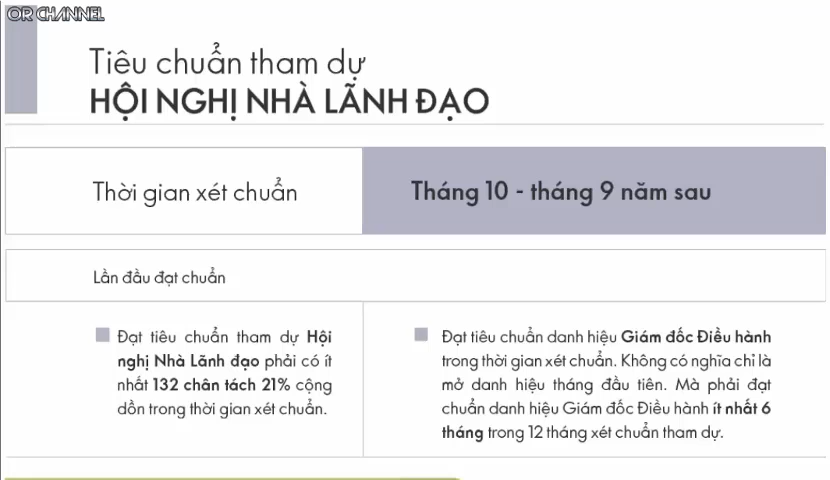 OR CHANNEL
Tiêu chuẩn tham dự
HỘI NGHỊ NHÀ LÃNH ĐẠO
Thời gian xét chuẩn
Tháng 10 - tháng 9 năm sau
Lần đầu đạt chuẩn
Đạt tiêu chuẩn tham dự Hội
nghị Nhà Lãnh đạo phải có ít
nhất 132 chân tách 21% cộng
dồn trong thời gian xét chuẩn.
Đạt tiêu chuẩn danh hiệu Giám đốc Điều hành
trong thời gian xét chuẩn. Không có nghĩa chỉ là
mở danh hiệu tháng đầu tiên. Mà phải đạt
chuẩn danh hiệu Giám đốc Điều hành ít nhất 6
tháng trong 12 tháng xét chuẩn tham dự.